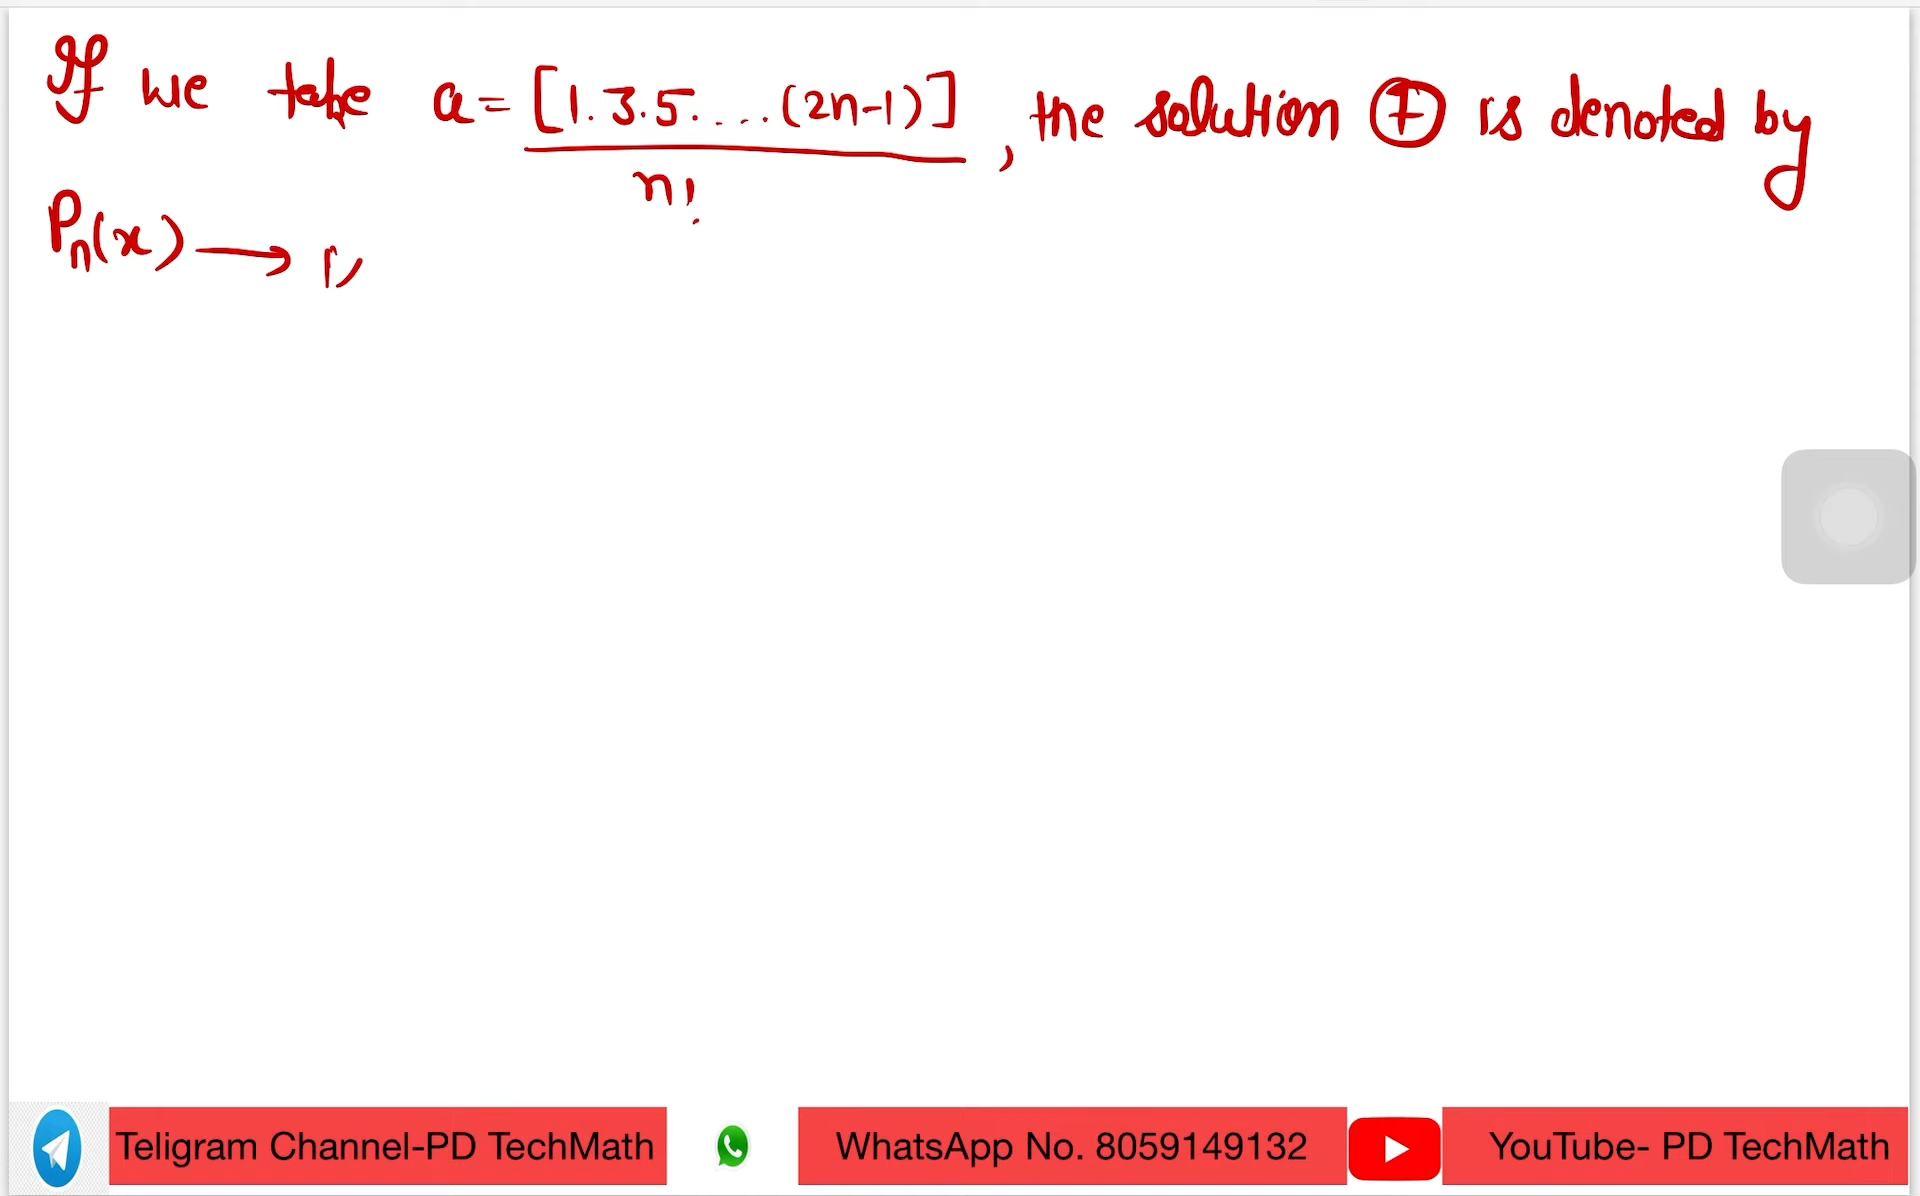 If we take a = [1.3.5....(2n-1)] / n! , the solution Ⓘ is denoted by
Pn(x) →
Teligram Channel-PD TechMath WhatsApp No. 8059149132 YouTube- PD TechMath